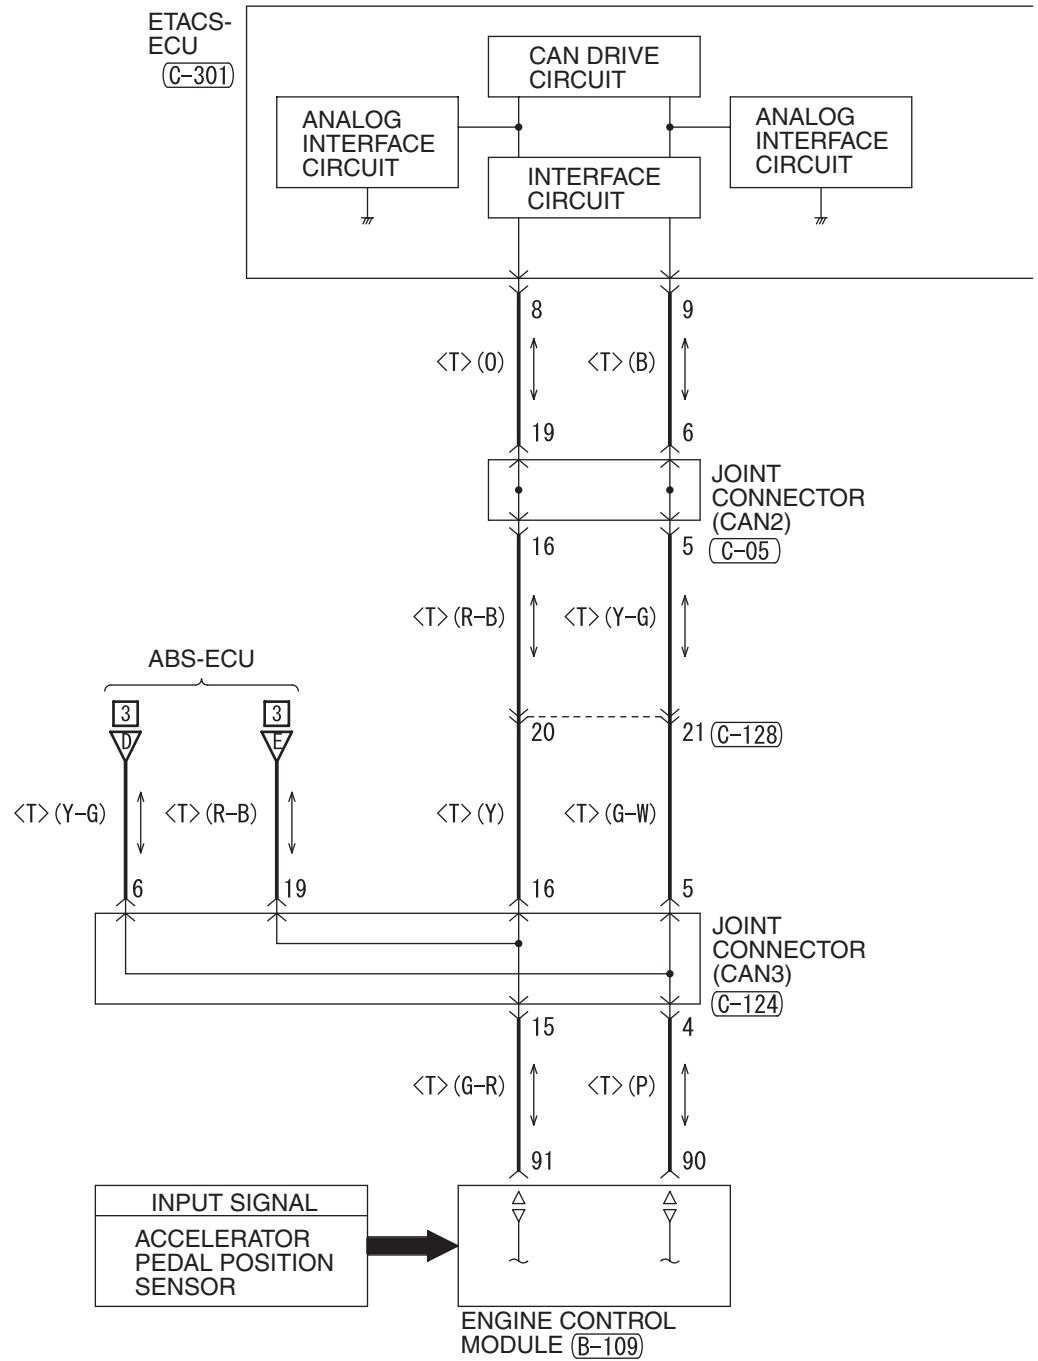 ETACS-
ECU
C-301
CAN DRIVE
CIRCUIT
ANALOG
INTERFACE
CIRCUIT
ANALOG
INTERFACE
CIRCUIT
INTERFACE
CIRCUIT
8
9
<T>(O)
<T>(B)
19
6
JOINT
CONNECTOR
(CAN2)
C-05
16
5
<T>(R-B)
<T>(Y-G)
ABS-ECU
3
3
D
E
20
21
C-128
<T>(Y-G)
<T>(R-B)
<T>(Y)
<T>(G-W)
6
19
16
5
JOINT
CONNECTOR
(CAN3)
C-124
15
4
<T>(G-R)
<T>(P)
91
90
INPUT SIGNAL
ACCELERATOR
PEDAL POSITION
SENSOR
ENGINE CONTROL
MODULE B-109